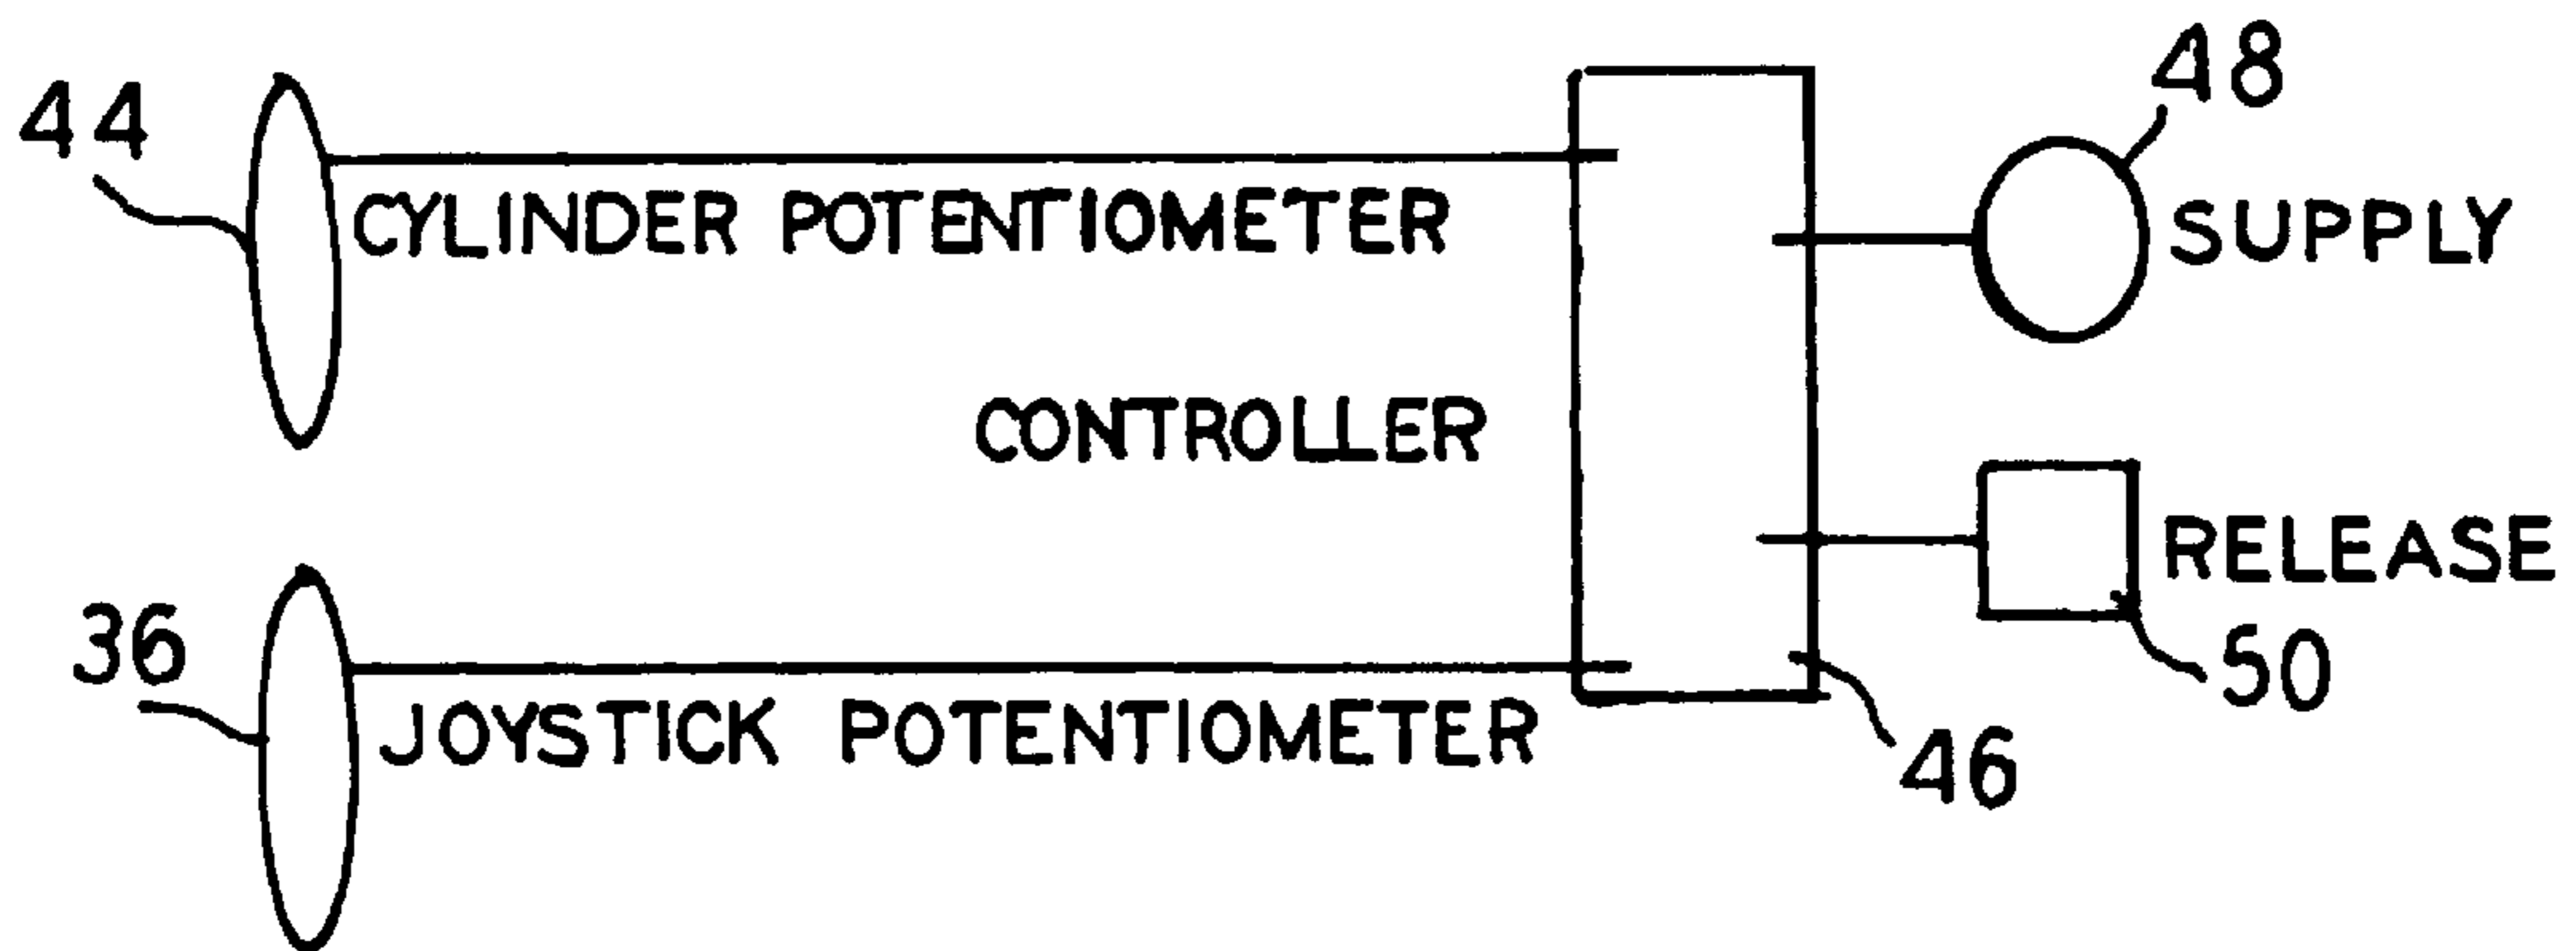 48
44
CYLINDER POTENTIOMETER
SUPPLY
CONTROLLER
RELEASE
36
50
JOYSTICK POTENTIOMETER
46